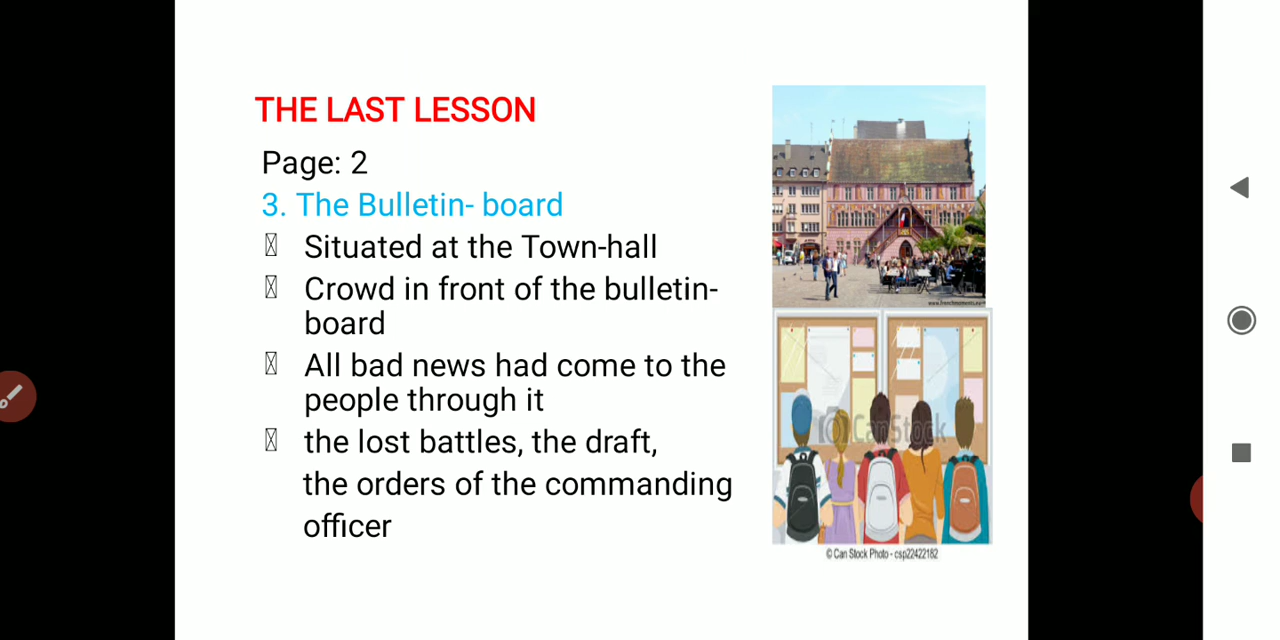 THE LAST LESSON
Page: 2
3. The Bulletin- board
Situated at the Town-hall
Crowd in front of the bulletin-
board
All bad news had come to the
people through it
the lost battles, the draft,
the orders of the commanding
officer
CanStock
© Can Stock Photo - csp22422182